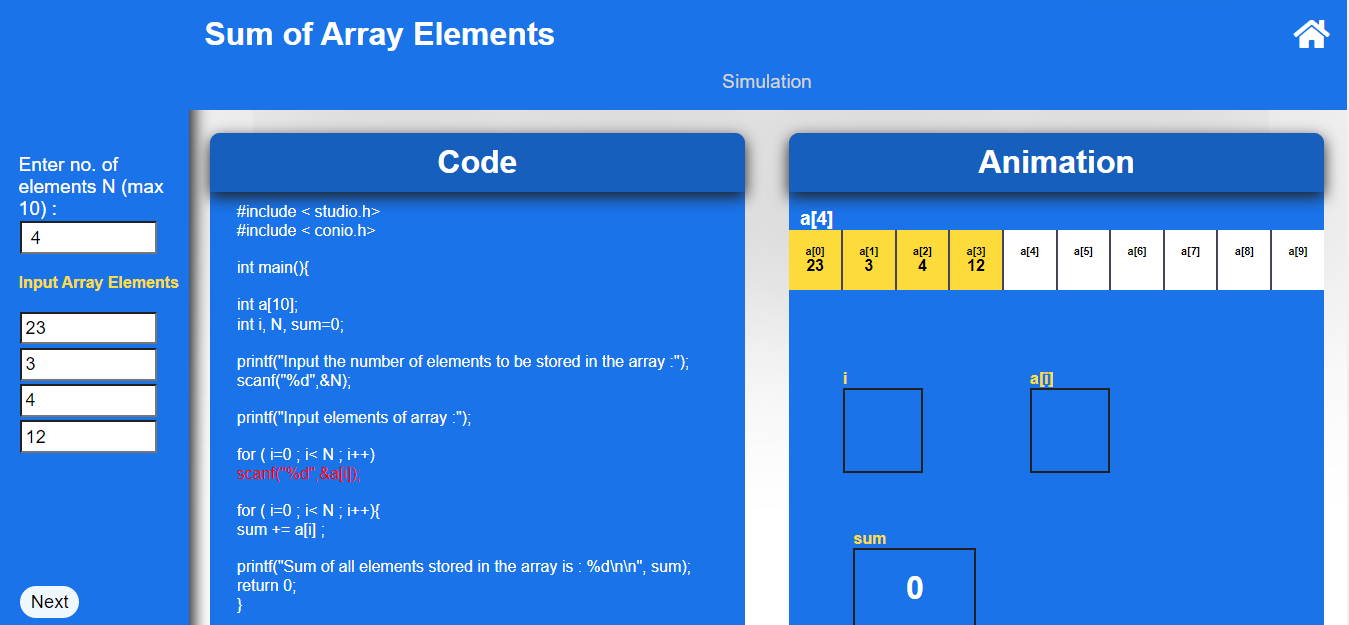 Sum of Array Elements
Simulation
Enter no. of
elements N (max
10) :
4
Input Array Elements
23
3
4
12
Next
Code
#include < studio.h>
#include < conio.h>
int main(){
int a[10];
int i, N, sum=0;
printf("Input the number of elements to be stored in the array :");
scanf("%d",&N);
printf("Input elements of array :");
for ( i=0 ; i< N ; i++)
scanf("%d",&a[i]);
for ( i=0 ; i< N ; i++){
sum += a[i] ;
printf("Sum of all elements stored in the array is : %d\n\n", sum);
return 0;
}
Animation
a[4]
a[0] a[1] a[2] a[3] a[4] a[5] a[6] a[7] a[8] a[9]
23 3 4 12
i a[i]
sum
0